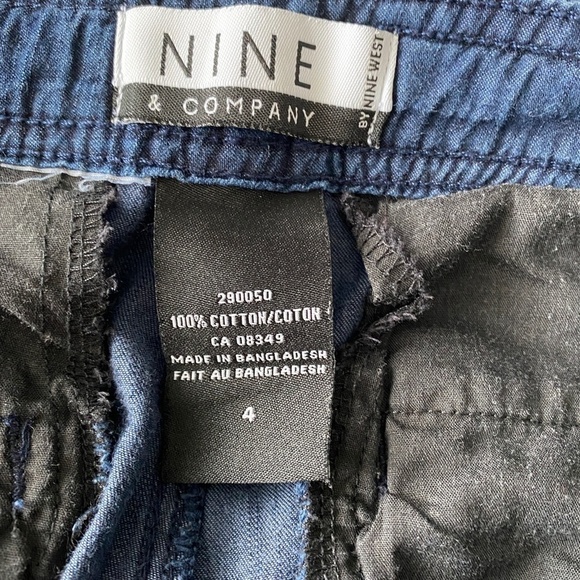 NINE
& COMPANY
BY NINE WEST
290050
100% COTTON/COTON
CA 08349
MADE IN BANGLADESH
FAIT AU BANGLADESH
4